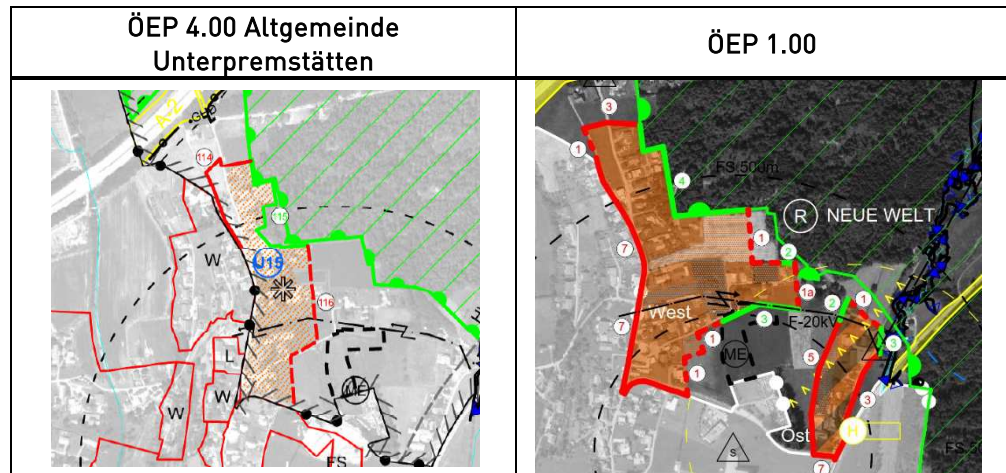 ÖEP 4.00 Altgemeinde
Unterpremstätten
ÖEP 1.00
A-2
114
115
W
U15
116
L
W
W
ME
FS
3
1
4
FS 500m
R NEUE WELT
1
2
7
1a
2
1
West
3
F-20kV
3
7
1
ME
5
1
3
Ost
H
S
7
FS